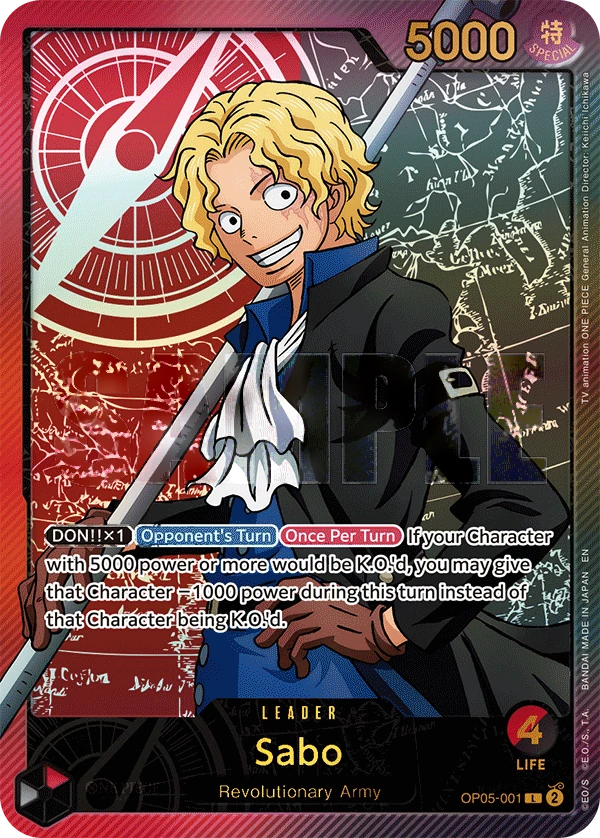 5000 特
SPECIAL
TV animation ONE PIECE General Animation Director: Keiichi Ichikawa
SAMPLE
DON!!×1 Opponent's Turn Once Per Turn If your Character
with 5000 power or more would be K.O.'d, you may give
that Character −1000 power during this turn instead of
that Character being K.O.'d.
LEADER
Sabo
Revolutionary Army
4
LIFE
OP05-001 L 2
©E.O/S ©E.O./S., T.A. BANDAI MADE IN JAPAN EN